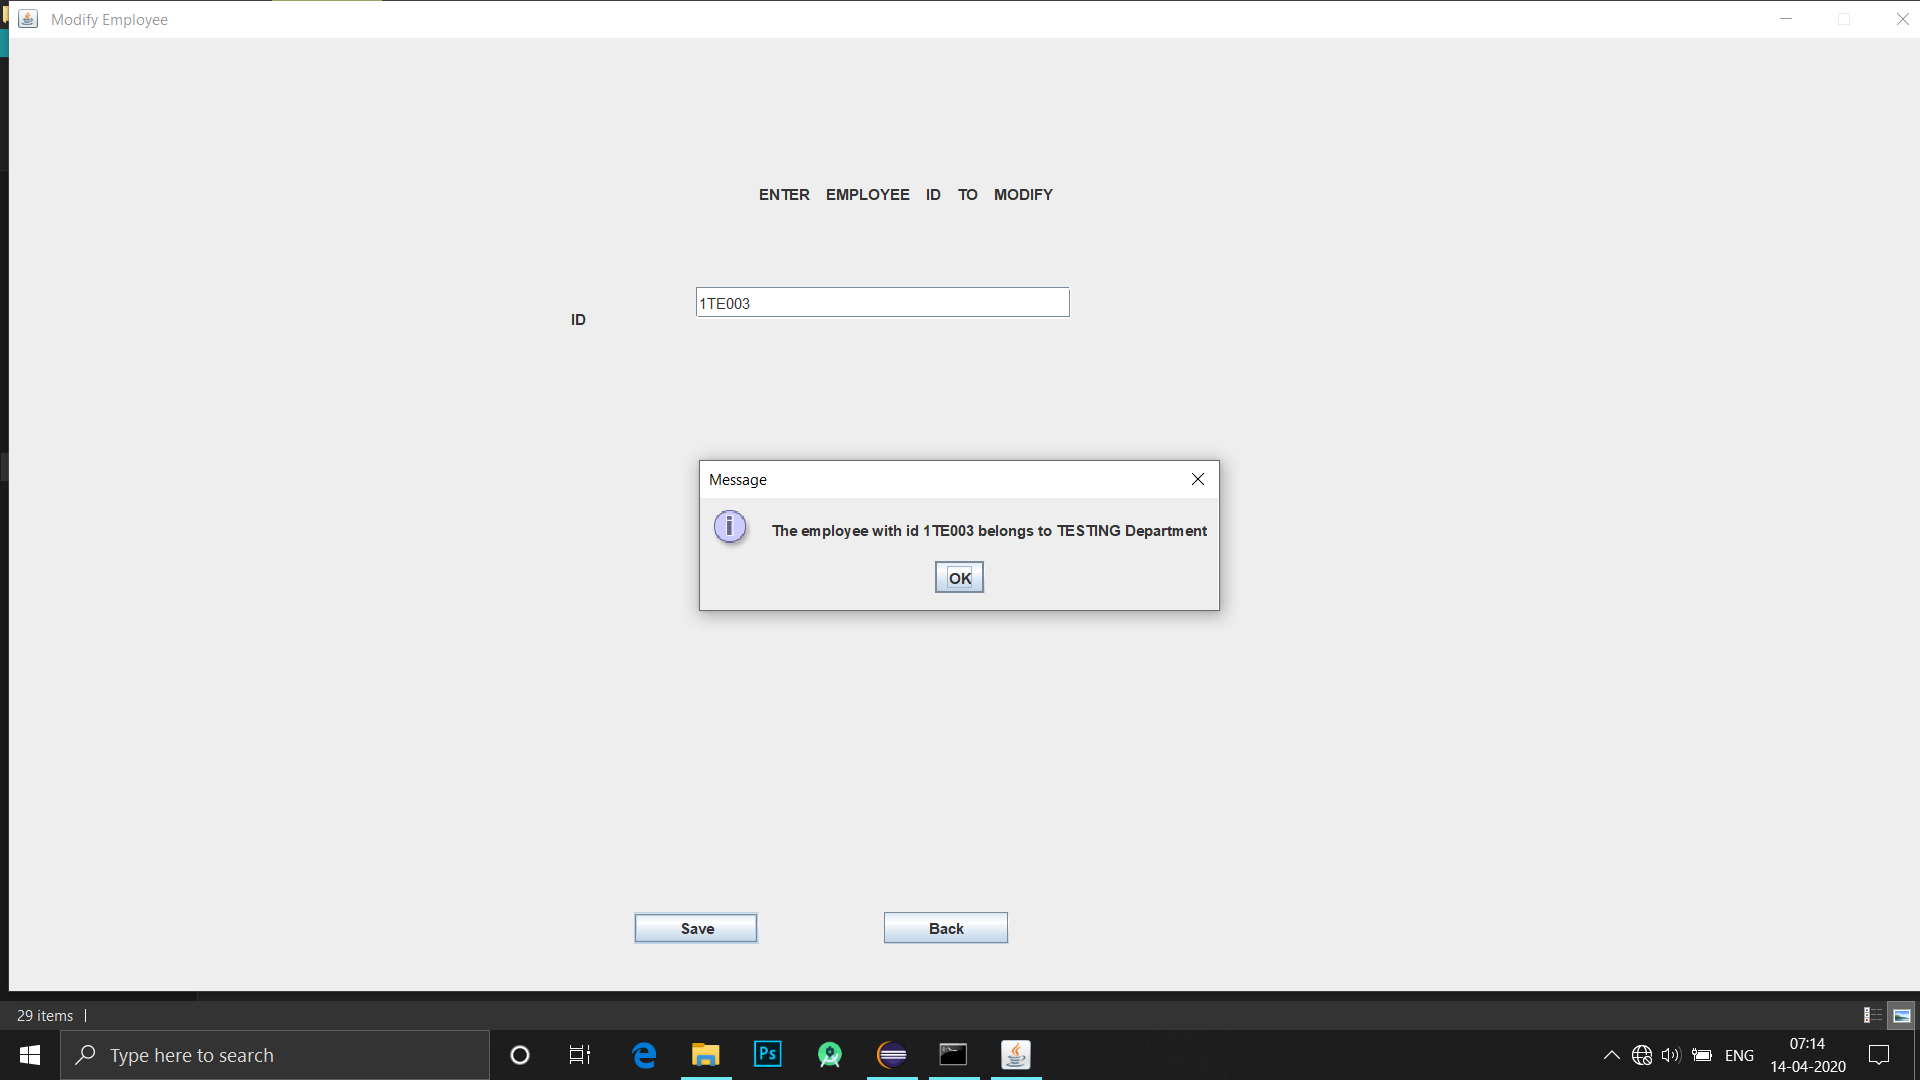 Modify Employee
ENTER EMPLOYEE ID TO MODIFY
ID
1TE003
Message
i
The employee with id 1TE003 belongs to TESTING Department
OK
Save
Back
29 items
Type here to search
Ps
ENG
07:14
14-04-2020